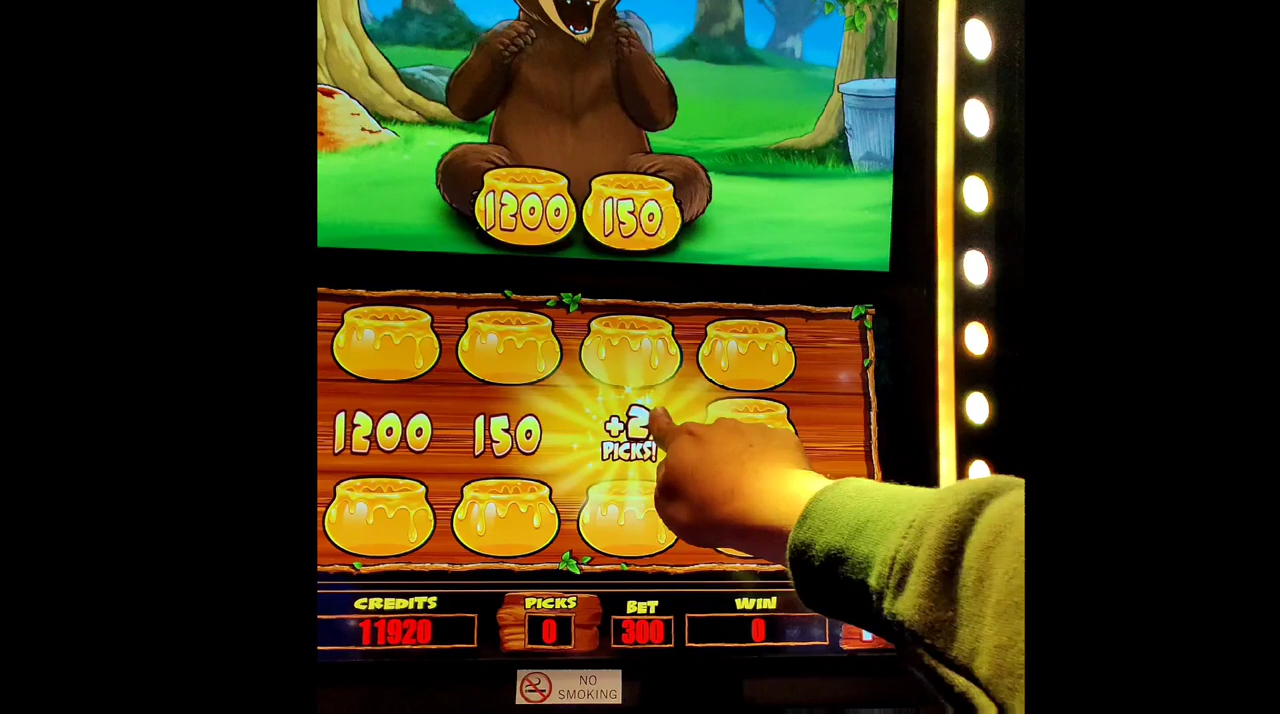 1200 150
1200 150 +2
PICKS!
CREDITS PICKS BET WIN
11920 0 300 0
NO
SMOKING